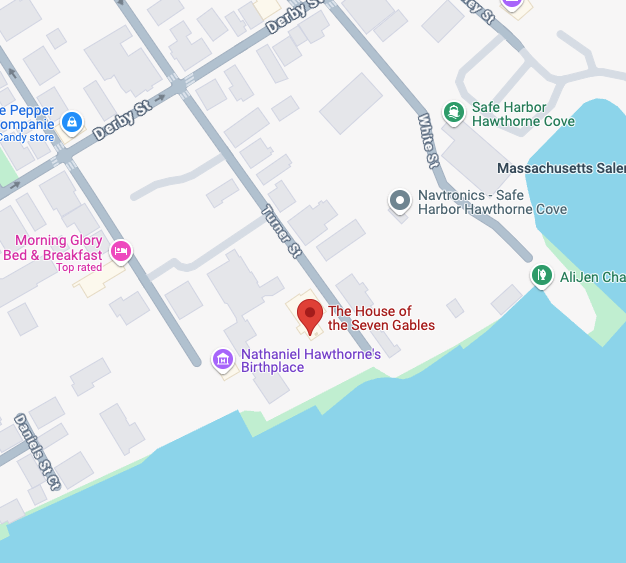 Derby St
ey St
e Pepper
ompanie
Candy store
Derby St
Safe Harbor
Hawthorne Cove
White St
Massachusetts Saler
Navtronics - Safe
Harbor Hawthorne Cove
Turner St
Morning Glory
Bed & Breakfast
Top rated
AliJen Cha
The House of
the Seven Gables
Nathaniel Hawthorne's
Birthplace
Daniels St Ct